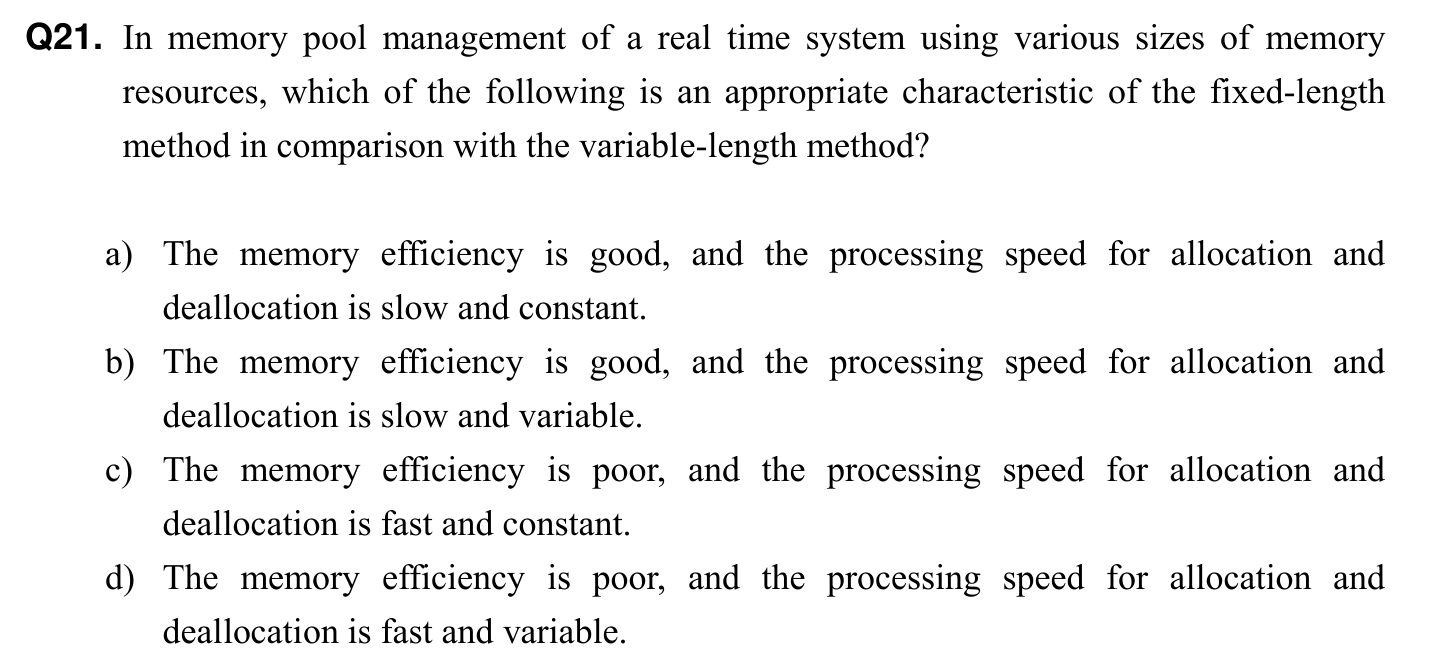 Q21. In memory pool management of a real time system using various sizes of memory
resources, which of the following is an appropriate characteristic of the fixed-length
method in comparison with the variable-length method?
a) The memory efficiency is good, and the processing speed for allocation and
deallocation is slow and constant.
b) The memory efficiency is good, and the processing speed for allocation and
deallocation is slow and variable.
c) The memory efficiency is poor, and the processing speed for allocation and
deallocation is fast and constant.
d) The memory efficiency is poor, and the processing speed for allocation and
deallocation is fast and variable.